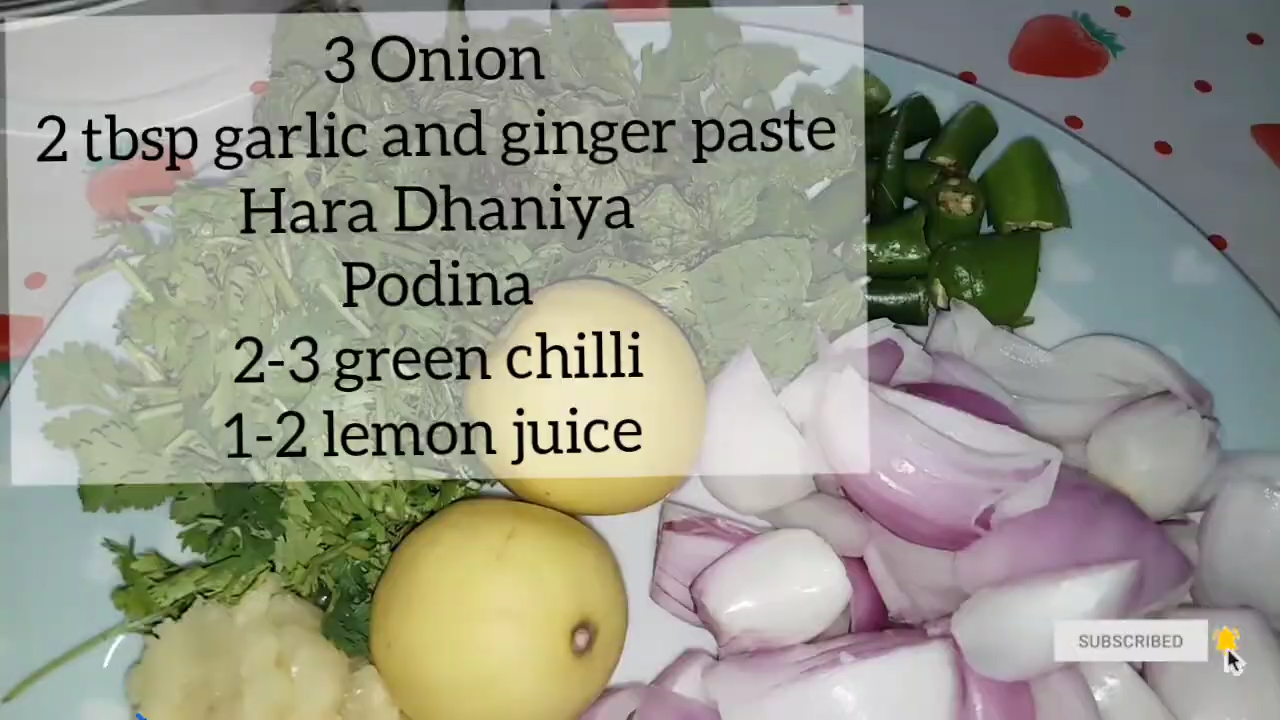 3 Onion
2 tbsp garlic and ginger paste
Hara Dhaniya
Podina
2-3 green chilli
1-2 lemon juice
SUBSCRIBED